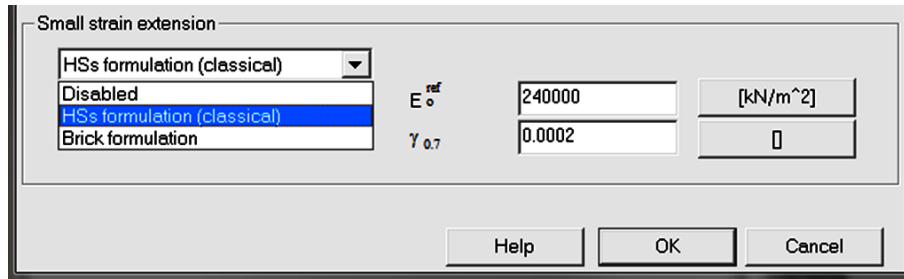 Small strain extension
HSs formulation (classical)
Disabled
HSs formulation (classical)
Brick formulation
E o ref 240000 [kN/m^2]
γ 0.7 0.0002 []
Help OK Cancel